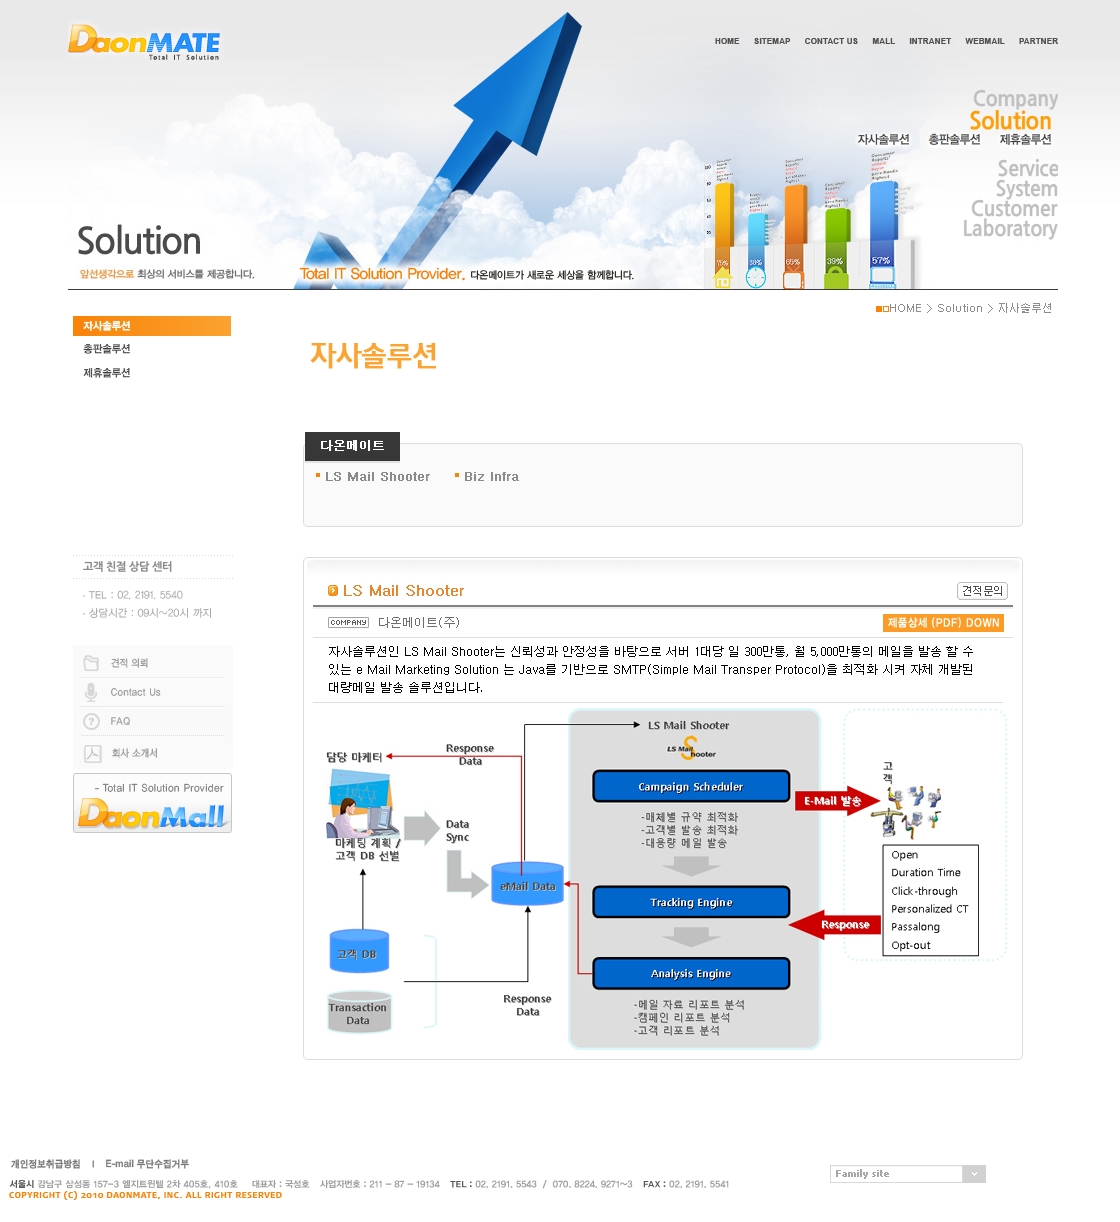 DaonMATE
Total IT Solution
HOME SITEMAP CONTACT US MALL INTRANET WEBMAIL PARTNER
Company
Solution
자사솔루션 총판솔루션 제휴솔루션
Service
System
Customer
Laboratory
75% 38% 65% 39% 57%
Solution
앞선생각으로 최상의 서비스를 제공합니다.
Total IT Solution Provider. 다온메이트가 새로운 세상을 함께합니다.
HOME > Solution > 자사솔루션
자사솔루션
총판솔루션
제휴솔루션
자사솔루션
다온메이트
LS Mail Shooter Biz Infra
고객 친절 상담 센터
· TEL : 02. 2191. 5540
· 상담시간 : 09시~20시 까지
견적 의뢰
Contact Us
FAQ
회사 소개서
- Total IT Solution Provider
DaonMall
LS Mail Shooter
견적문의
COMPANY 다온메이트(주)
제품상세 (PDF) DOWN
자사솔루션인 LS Mail Shooter는 신뢰성과 안정성을 바탕으로 서버 1대당 일 300만통, 월 5,000만통의 메일을 발송 할 수
있는 e Mail Marketing Solution 는 Java를 기반으로 SMTP(Simple Mail Transper Protocol)을 최적화 시켜 자체 개발된
대량메일 발송 솔루션입니다.
LS Mail Shooter
LS Mail Shooter
담당 마케터
Response
Data
마케팅 계획 /
고객 DB 선별
Data
Sync
eMail Data
고객 DB
Transaction
Data
Response
Data
Campaign Scheduler
-매체별 규약 최적화
-고객별 발송 최적화
-대용량 메일 발송
Tracking Engine
Analysis Engine
-메일 자료 리포트 분석
-캠페인 리포트 분석
-고객 리포트 분석
E-Mail 발송
Response
고
객
Open
Duration Time
Click-through
Personalized CT
Passalong
Opt-out
개인정보취급방침 | E-mail 무단수집거부
서울시 강남구 삼성동 157-3 엘지트윈텔 2차 405호, 410호 대표자 : 국성호 사업자번호 : 211 - 87 - 19134 TEL : 02. 2191. 5543 / 070. 8224. 9271~3 FAX : 02. 2191. 5541
COPYRIGHT (C) 2010 DAONMATE, INC. ALL RIGHT RESERVED
Family site